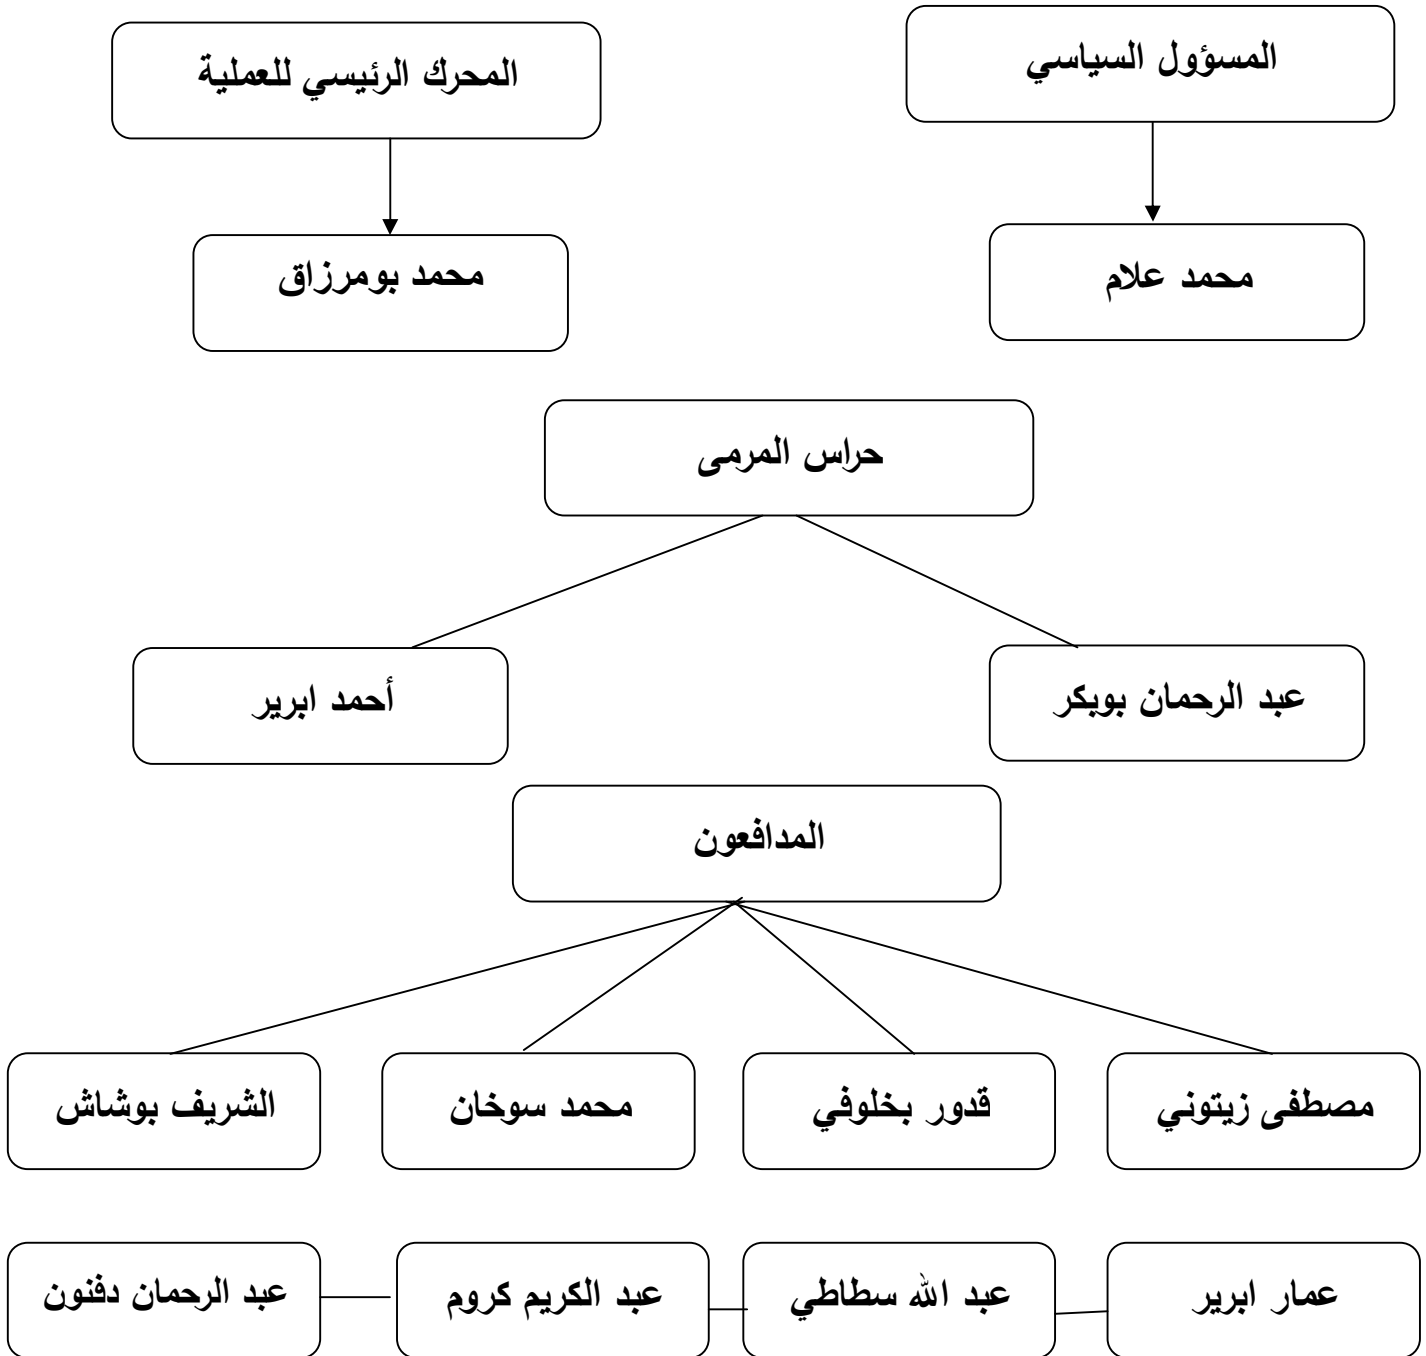 المسؤول السياسي
المحرك الرئيسي للعملية
محمد علام
محمد بومرزاق
حراس المرمى
عبد الرحمان بوبكر
أحمد ابرير
المدافعون
مصطفى زيتوني
قدور بخلوفي
محمد سوخان
الشريف بوشاش
عمار ابرير
عبد الله سطاطي
عبد الكريم كروم
عبد الرحمان دفنون